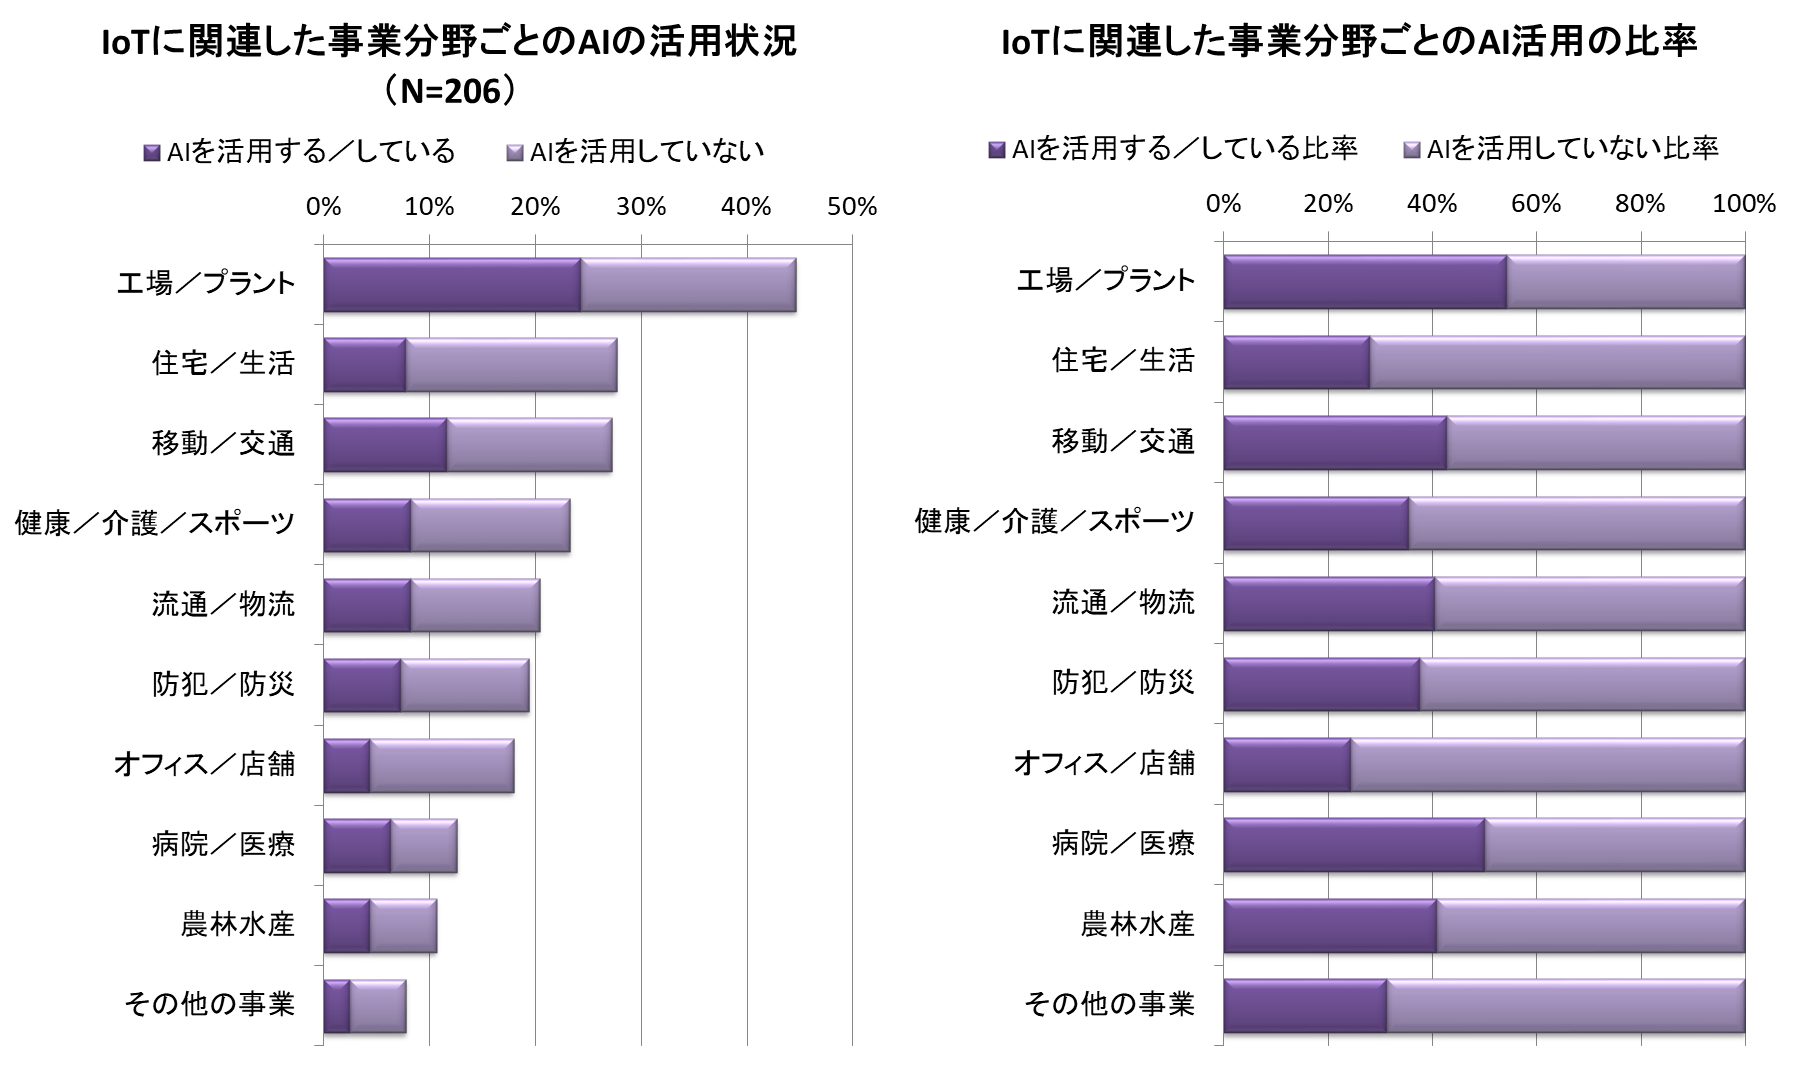 IoTに関連した事業分野ごとのAIの活用状況
（N=206）
AIを活用する／している AIを活用していない
0% 10% 20% 30% 40% 50%
工場／プラント
住宅／生活
移動／交通
健康／介護／スポーツ
流通／物流
防犯／防災
オフィス／店舗
病院／医療
農林水産
その他の事業
IoTに関連した事業分野ごとのAI活用の比率
AIを活用する／している比率 AIを活用していない比率
0% 20% 40% 60% 80% 100%
工場／プラント
住宅／生活
移動／交通
健康／介護／スポーツ
流通／物流
防犯／防災
オフィス／店舗
病院／医療
農林水産
その他の事業